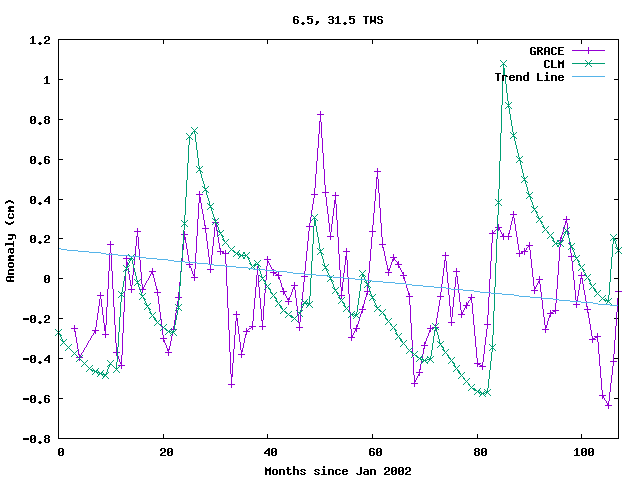 6.5, 31.5 TWS
GRACE
CLM
Trend Line
1.2
1
0.8
0.6
0.4
0.2
0
-0.2
-0.4
-0.6
-0.8
Anomaly (cm)
0 20 40 60 80 100
Months since Jan 2002